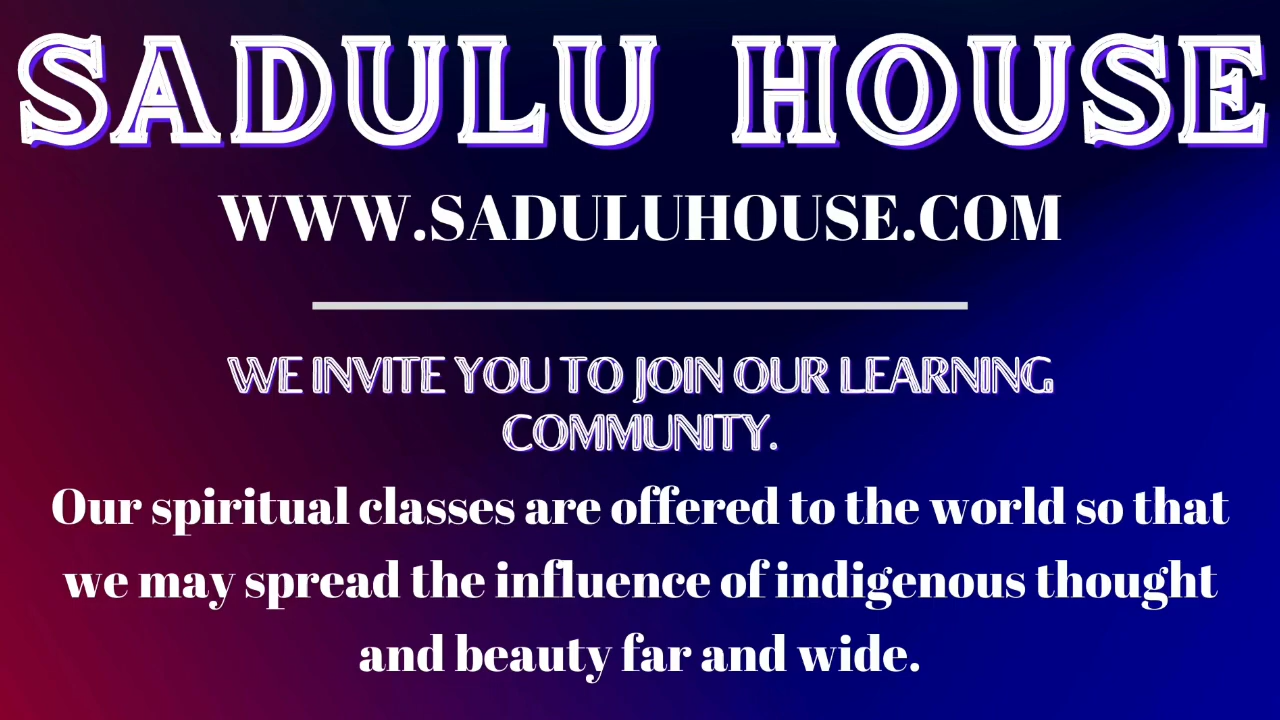 SADULU HOUSE
WWW.SADULUHOUSE.COM
WE INVITE YOU TO JOIN OUR LEARNING
COMMUNITY.
Our spiritual classes are offered to the world so that
we may spread the influence of indigenous thought
and beauty far and wide.